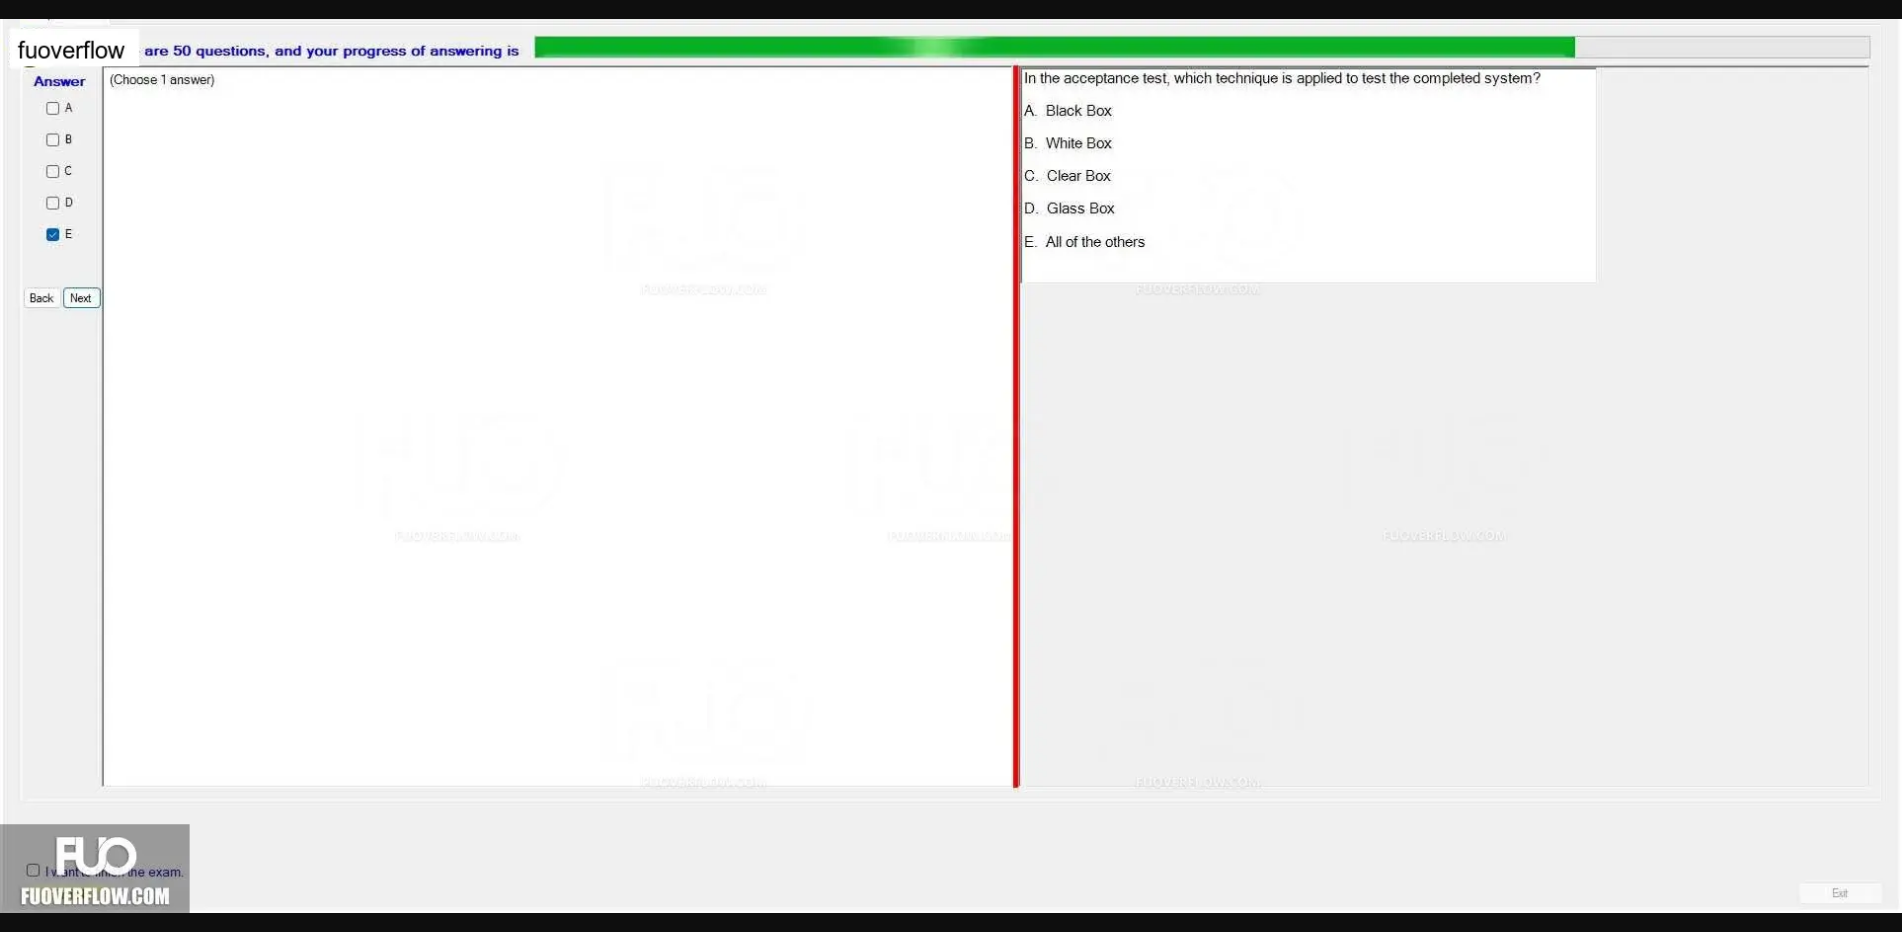 fuoverflow are 50 questions, and your progress of answering is
Answer
(Choose 1 answer)
A
B
C
D
E
Back Next
In the acceptance test, which technique is applied to test the completed system?
A. Black Box
B. White Box
C. Clear Box
D. Glass Box
E. All of the others
FUOVERFLOW.COM
FUOVERFLOW.COM
FUOVERFLOW.COM
FUOVERFLOW.COM
FUOVERFLOW.COM
FUOVERFLOW.COM
FUOVERFLOW.COM
FUO
I want to finish the exam.
FUOVERFLOW.COM
Exit